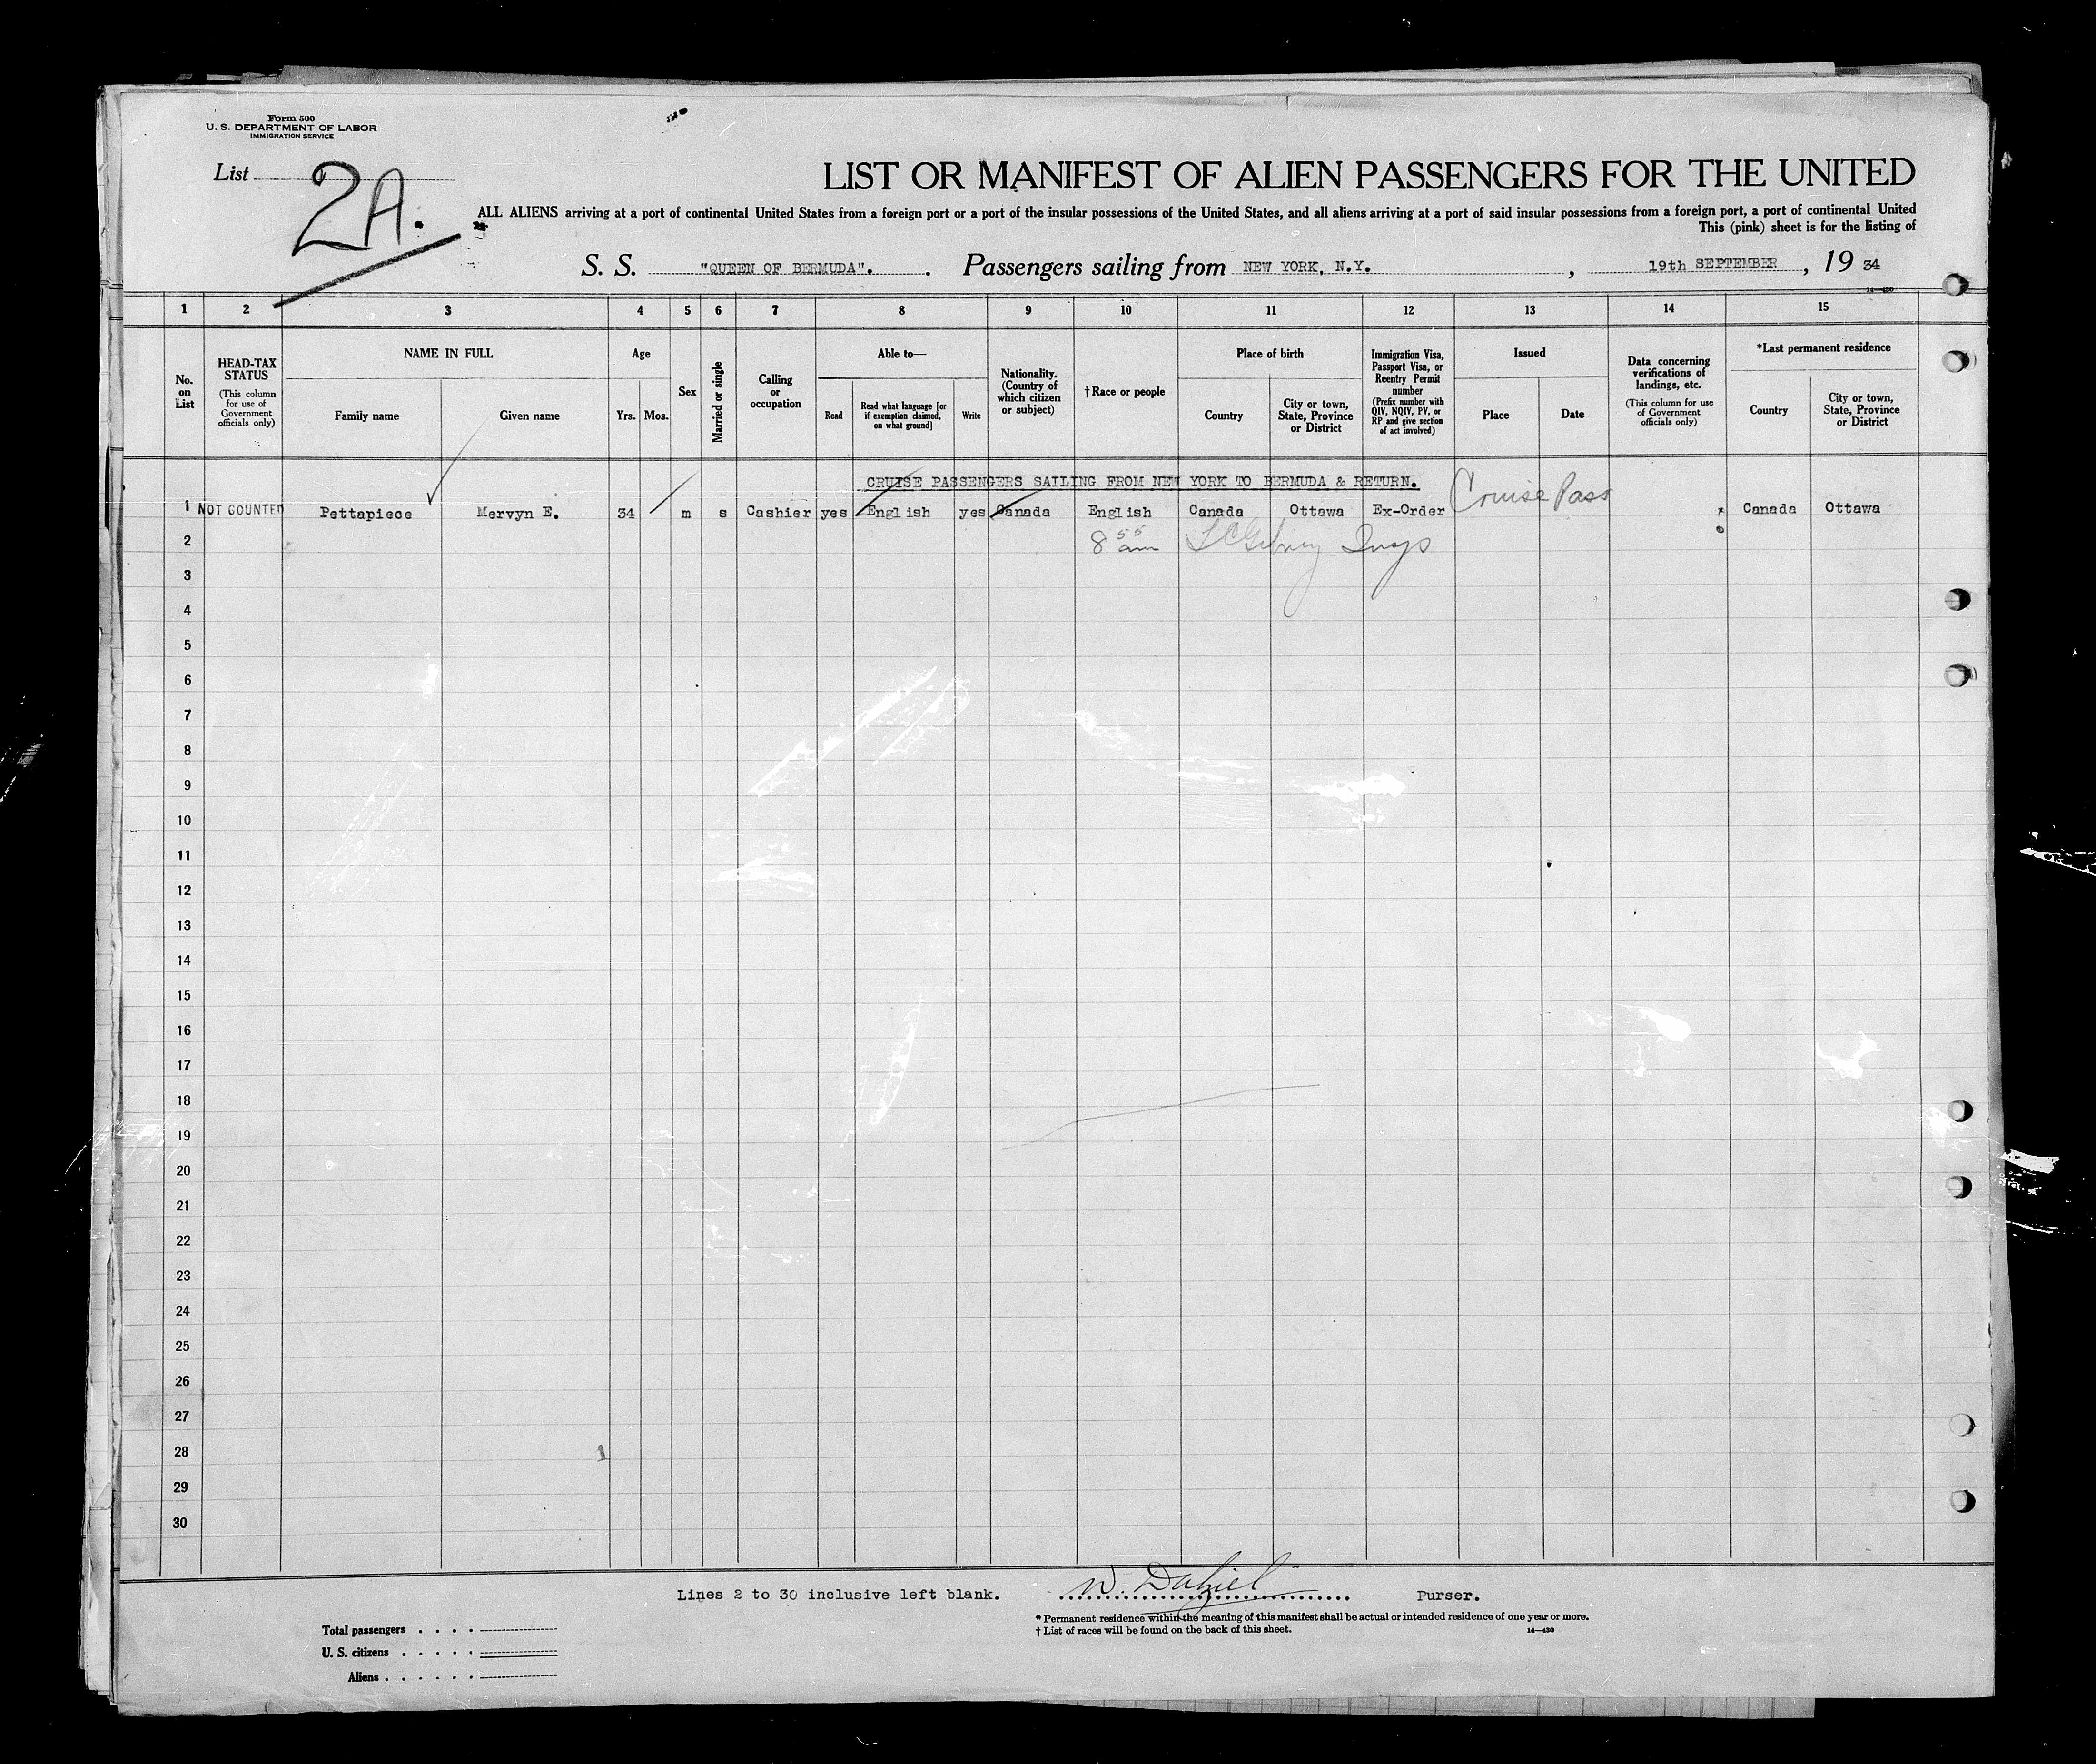 Form 500
U. S. DEPARTMENT OF LABOR
IMMIGRATION SERVICE
List 2A.
LIST OR MANIFEST OF ALIEN PASSENGERS FOR THE UNITED
ALL ALIENS arriving at a port of continental United States from a foreign port or a port of the insular possessions of the United States, and all aliens arriving at a port of said insular possessions from a foreign port, a port of continental United
This (pink) sheet is for the listing of
S. S. "QUEEN OF BERMUDA". Passengers sailing from NEW YORK, N.Y., 19th SEPTEMBER, 19 34
14—430
1 2 3 4 5 6 7 8 9 10 11 12 13 14 15
No. on List
HEAD-TAX STATUS
(This column for use of Government officials only)
NAME IN FULL
Family name
Given name
Age
Yrs.
Mos.
Sex
Married or single
Calling or occupation
Able to—
Read
Read what language [or if exemption claimed, on what ground]
Write
Nationality. (Country of which citizen or subject)
†Race or people
Place of birth
Country
City or town, State, Province or District
Immigration Visa, Passport Visa, or Reentry Permit number
(Prefix number with QIV, NQIV, PV, or RP and give section of act involved)
Issued
Place
Date
Data concerning verifications of landings, etc.
(This column for use of Government officials only)
*Last permanent residence
Country
City or town, State, Province or District
CRUISE PASSENGERS SAILING FROM NEW YORK TO BERMUDA & RETURN.
1 NOT COUNTED Pettapiece Mervyn E. 34 m s Cashier yes English yes Canada English Canada Ottawa Ex-Order Cruise Pass Canada Ottawa
2 8 55 am
3
4
5
6
7
8
9
10
11
12
13
14
15
16
17
18
19
20
21
22
23
24
25
26
27
28
29
30
Lines 2 to 30 inclusive left blank. W. Dalziel Purser.
* Permanent residence within the meaning of this manifest shall be actual or intended residence of one year or more.
† List of races will be found on the back of this sheet. 14—430
Total passengers
U. S. citizens
Aliens